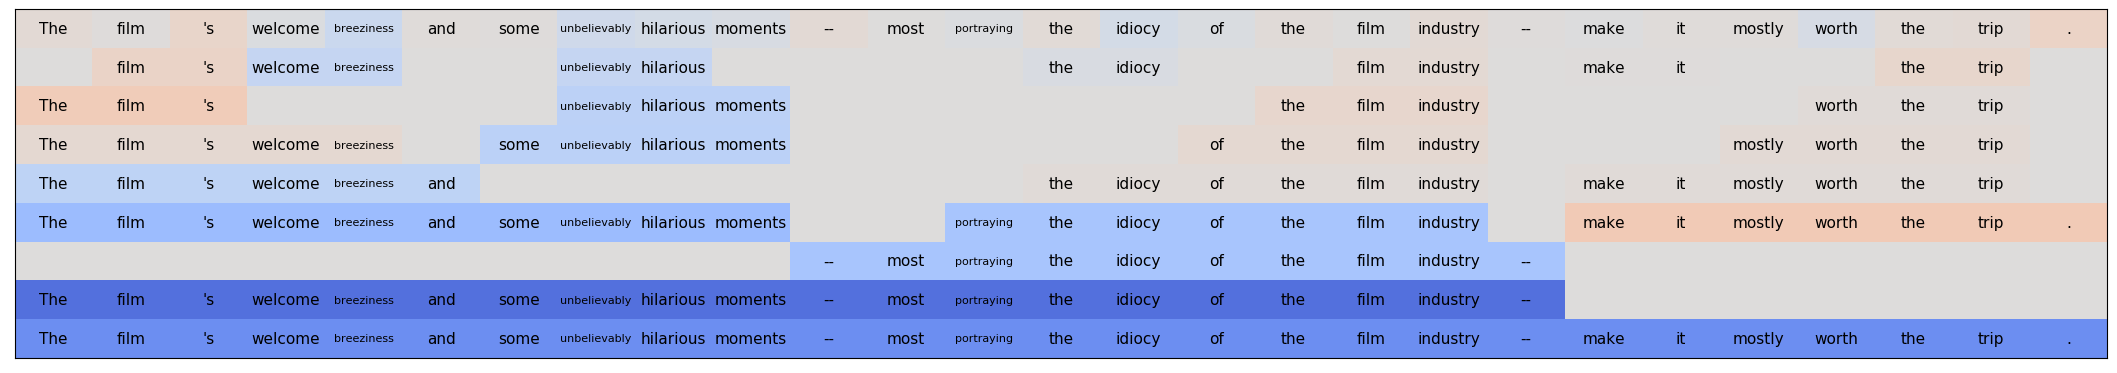 The film 's welcome breeziness and some unbelievably hilarious moments -- most portraying the idiocy of the film industry -- make it mostly worth the trip .
film 's welcome breeziness unbelievably hilarious the idiocy film industry make it the trip
The film 's unbelievably hilarious moments the film industry worth the trip
The film 's welcome breeziness some unbelievably hilarious moments of the film industry mostly worth the trip
The film 's welcome breeziness and the idiocy of the film industry make it mostly worth the trip
The film 's welcome breeziness and some unbelievably hilarious moments portraying the idiocy of the film industry make it mostly worth the trip .
-- most portraying the idiocy of the film industry --
The film 's welcome breeziness and some unbelievably hilarious moments -- most portraying the idiocy of the film industry --
The film 's welcome breeziness and some unbelievably hilarious moments -- most portraying the idiocy of the film industry -- make it mostly worth the trip .